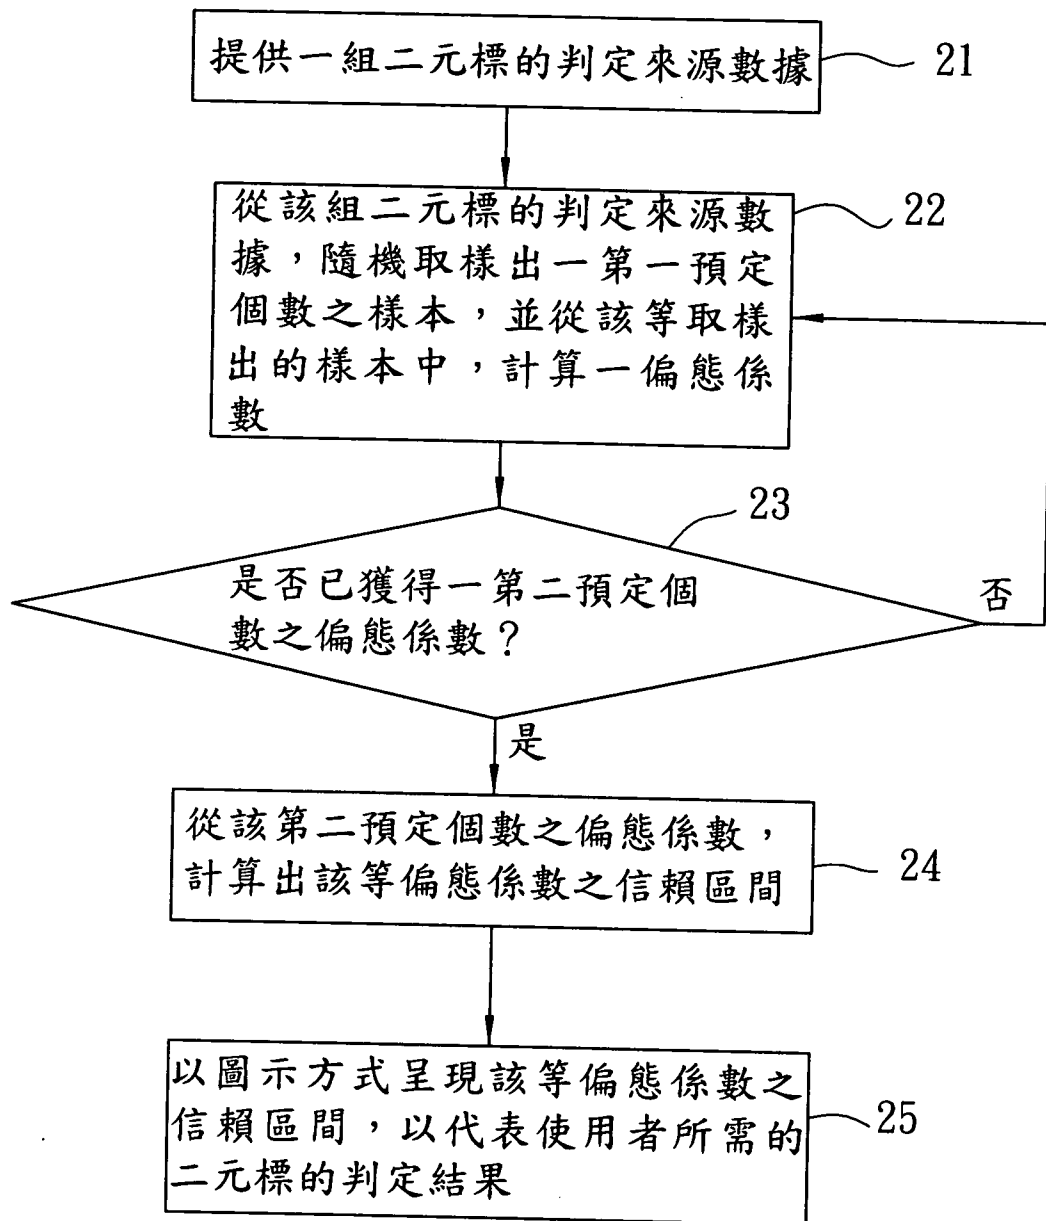 提供一組二元標的判定來源數據
21
從該組二元標的判定來源數
據，隨機取樣出一第一預定
個數之樣本，並從該等取樣
出的樣本中，計算一偏態係
數
22
23
是否已獲得一第二預定個
數之偏態係數？
否
是
從該第二預定個數之偏態係數，
計算出該等偏態係數之信賴區間
24
以圖示方式呈現該等偏態係數之
信賴區間，以代表使用者所需的
二元標的判定結果
25